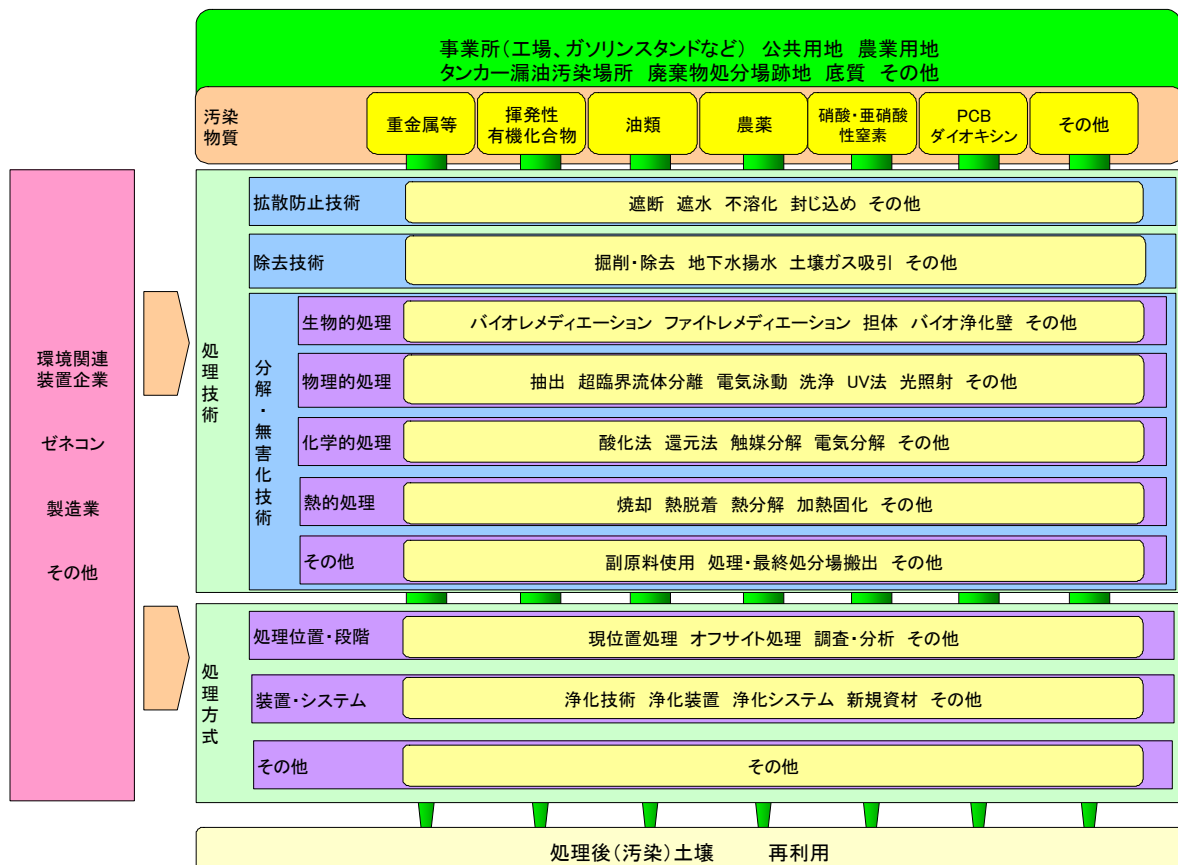 事業所(工場、ガソリンスタンドなど) 公共用地 農業用地
タンカー漏油汚染場所 廃棄物処分場跡地 底質 その他
汚染
物質
重金属等
揮発性
有機化合物
油類
農薬
硝酸・亜硝酸
性窒素
PCB
ダイオキシン
その他
環境関連
装置企業
ゼネコン
製造業
その他
処理技術
拡散防止技術
遮断 遮水 不溶化 封じ込め その他
除去技術
掘削・除去 地下水揚水 土壌ガス吸引 その他
分解・無害化技術
生物的処理
バイオレメディエーション ファイトレメディエーション 担体 バイオ浄化壁 その他
物理的処理
抽出 超臨界流体分離 電気泳動 洗浄 UV法 光照射 その他
化学的処理
酸化法 還元法 触媒分解 電気分解 その他
熱的処理
焼却 熱脱着 熱分解 加熱固化 その他
その他
副原料使用 処理・最終処分場搬出 その他
処理方式
処理位置・段階
現位置処理 オフサイト処理 調査・分析 その他
装置・システム
浄化技術 浄化装置 浄化システム 新規資材 その他
その他
その他
処理後(汚染)土壌 再利用